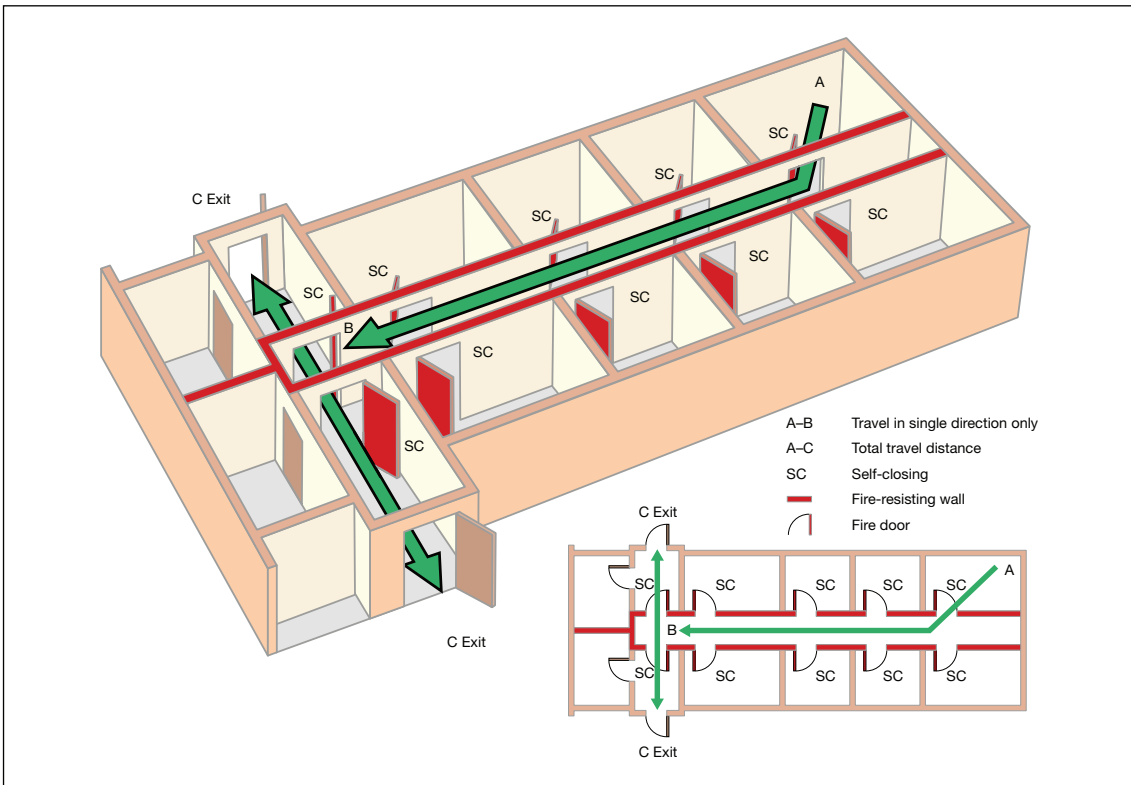 A
SC
SC
C Exit
SC
SC
SC
SC
SC
B
SC
SC
SC
C Exit
A–B Travel in single direction only
A–C Total travel distance
SC Self-closing
Fire-resisting wall
Fire door
C Exit
SC SC SC SC SC A
B
SC SC SC SC SC
C Exit